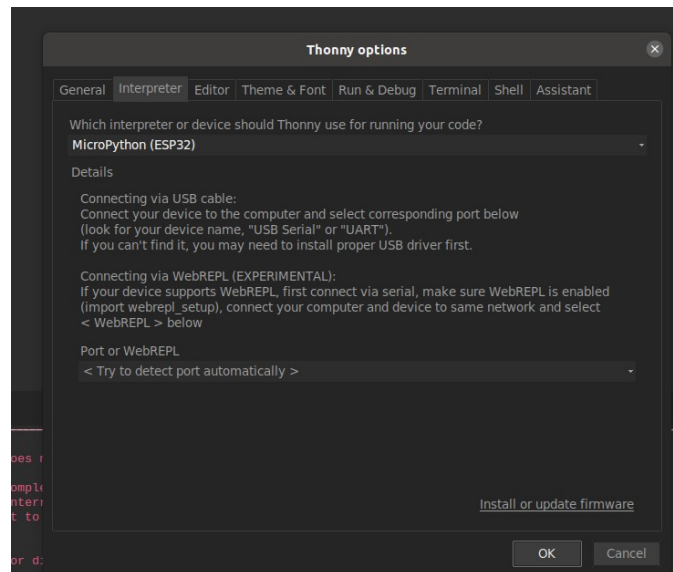 Thonny options
General Interpreter Editor Theme & Font Run & Debug Terminal Shell Assistant
Which interpreter or device should Thonny use for running your code?
MicroPython (ESP32)
Details
Connecting via USB cable:
Connect your device to the computer and select corresponding port below
(look for your device name, "USB Serial" or "UART").
If you can't find it, you may need to install proper USB driver first.
Connecting via WebREPL (EXPERIMENTAL):
If your device supports WebREPL, first connect via serial, make sure WebREPL is enabled
(import webrepl_setup), connect your computer and device to same network and select
< WebREPL > below
Port or WebREPL
< Try to detect port automatically >
Install or update firmware
OK Cancel
t to
or